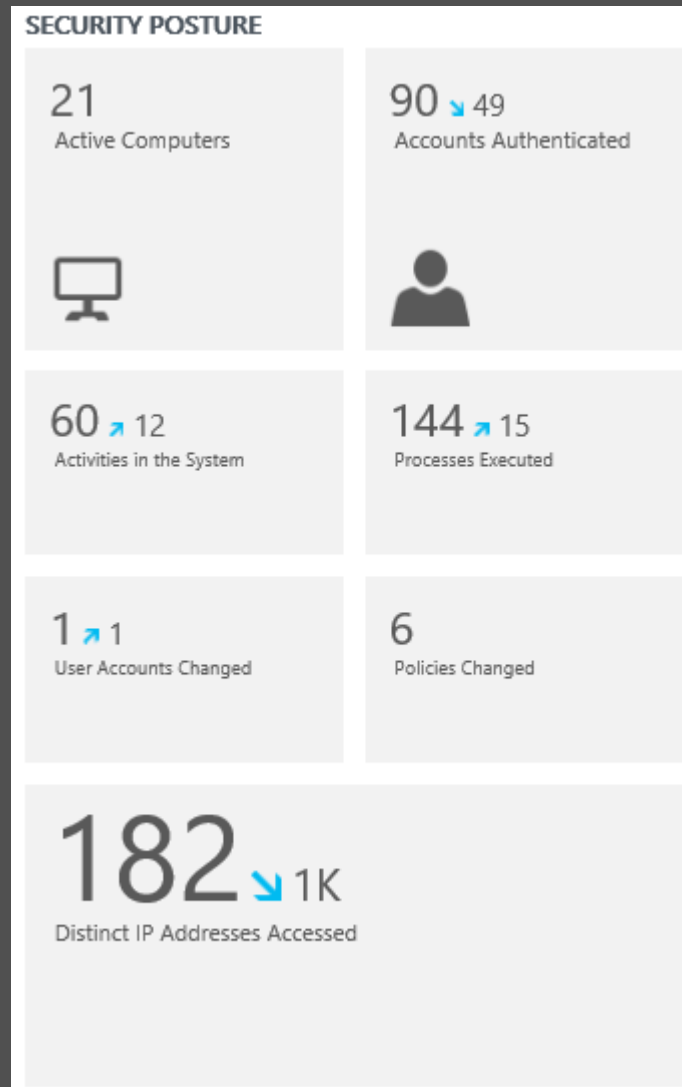 SECURITY POSTURE
21
Active Computers
90 49
Accounts Authenticated
60 12
Activities in the System
144 15
Processes Executed
1 1
User Accounts Changed
6
Policies Changed
182 1K
Distinct IP Addresses Accessed